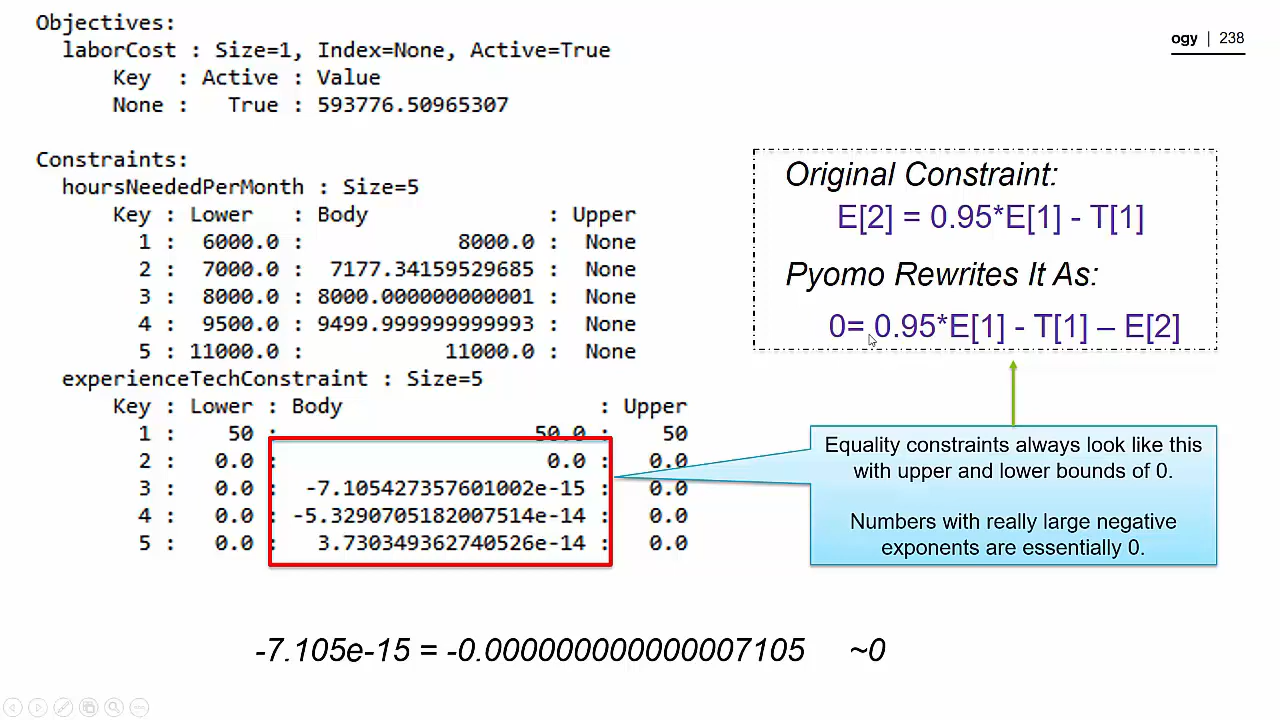 Objectives:
laborCost : Size=1, Index=None, Active=True
Key : Active : Value
None : True : 593776.50965307
ogy | 238
Constraints:
hoursNeededPerMonth : Size=5
Key : Lower : Body : Upper
1 : 6000.0 : 8000.0 : None
2 : 7000.0 : 7177.34159529685 : None
3 : 8000.0 : 8000.000000000001 : None
4 : 9500.0 : 9499.999999999993 : None
5 : 11000.0 : 11000.0 : None
experienceTechConstraint : Size=5
Key : Lower : Body : Upper
1 : 50 : 50.0 : 50
2 : 0.0 : 0.0 : 0.0
3 : 0.0 : -7.105427357601002e-15 : 0.0
4 : 0.0 : -5.3290705182007514e-14 : 0.0
5 : 0.0 : 3.730349362740526e-14 : 0.0
Original Constraint:
E[2] = 0.95*E[1] - T[1]
Pyomo Rewrites It As:
0= 0.95*E[1] - T[1] – E[2]
Equality constraints always look like this
with upper and lower bounds of 0.
Numbers with really large negative
exponents are essentially 0.
-7.105e-15 = -0.000000000000007105 ~0